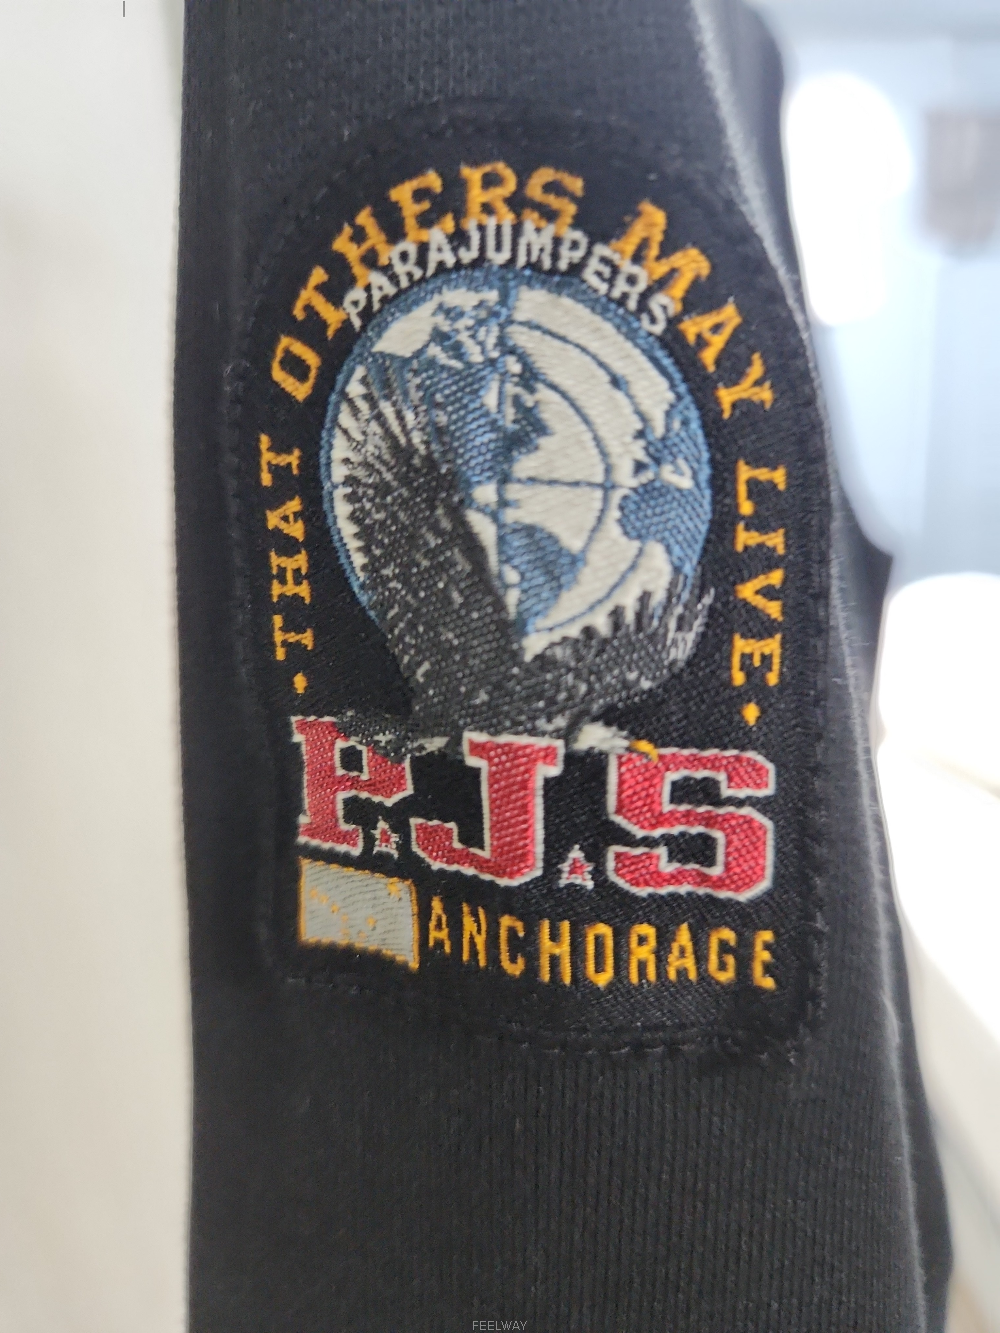 ·THAT OTHERS MAY LIVE·
PARAJUMPERS
P.J.S
ANCHORAGE
FEELWAY